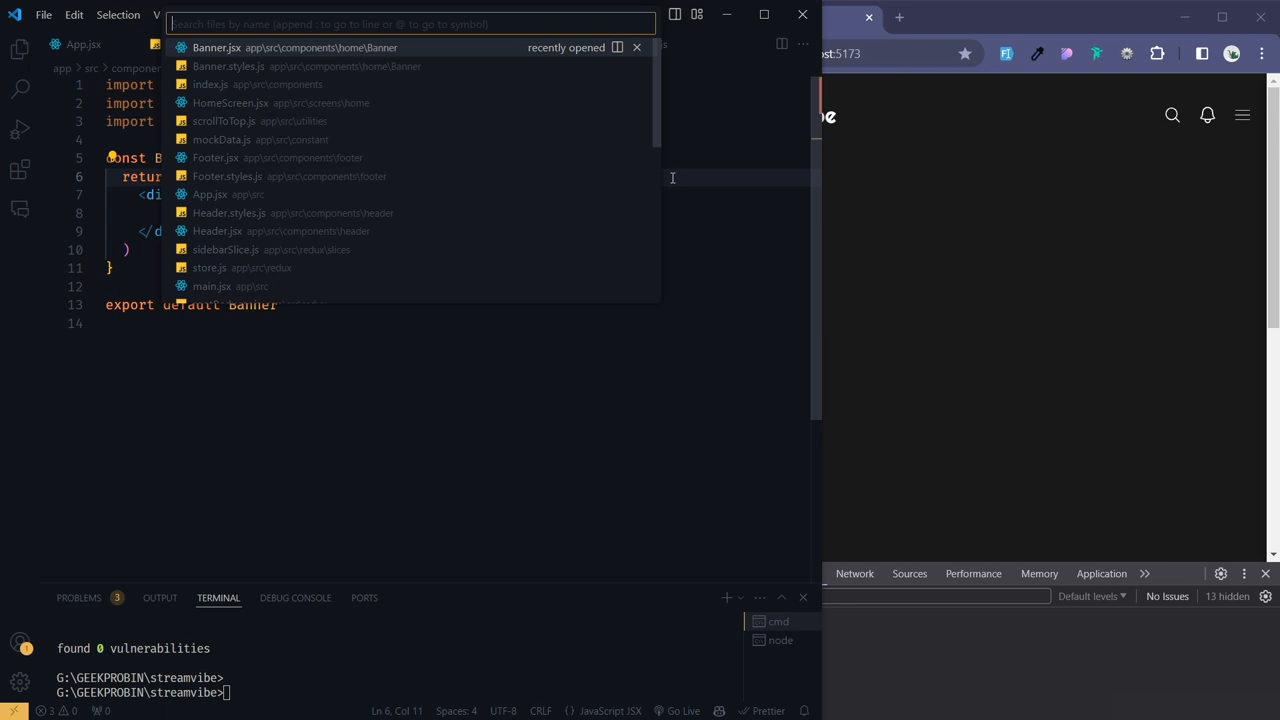 File Edit Selection V
Search files by name (append : to go to line or @ to go to symbol)
App.jsx
Banner.jsx app\src\components\home\Banner recently opened
Banner.styles.js app\src\components\home\Banner
index.js app\src\components
HomeScreen.jsx app\src\screens\home
scrollToTop.js app\src\utilities
mockData.js app\src\constant
Footer.jsx app\src\components\footer
Footer.styles.js app\src\components\footer
App.jsx app\src
Header.styles.js app\src\components\header
Header.jsx app\src\components\header
sidebarSlice.js app\src\redux\slices
store.js app\src\redux
main.jsx app\src
app src componen
1 import
2 import
3 import
4
5 const B
6 retur
7 <di
8
9 </d
10 )
11 }
12
13 export default Banner
14
PROBLEMS 3 OUTPUT TERMINAL DEBUG CONSOLE PORTS
cmd
node
found 0 vulnerabilities
G:\GEEKPROBIN\streamvibe>
G:\GEEKPROBIN\streamvibe>
3 0 0 Ln 6, Col 11 Spaces: 4 UTF-8 CRLF {} JavaScript JSX Go Live Prettier
ost:5173
be
Network Sources Performance Memory Application
Default levels No Issues 13 hidden